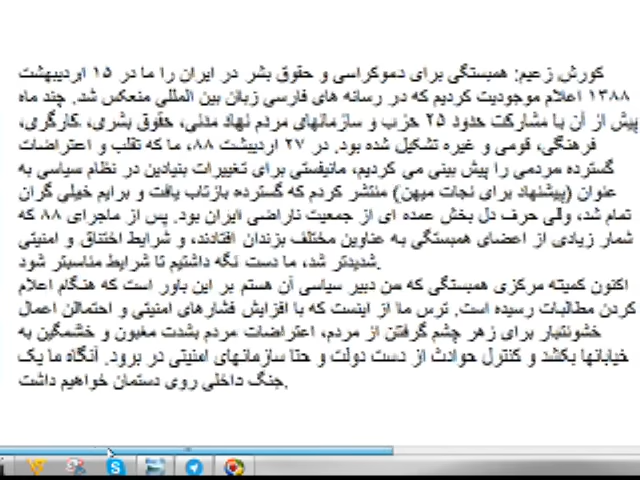 کورش زعیم: همبستگی برای دموکراسی و حقوق بشر در ایران را ما در ۱۵ اردیبهشت
۱۳۸۸ اعلام موجودیت کردیم که در رسانه های فارسی زبان بین المللی منعکس شد. چند ماه
پیش از آن با مشارکت حدود ۲۵ حزب و سازمانهای مردم نهاد مدنی، حقوق بشری، کارگری،
فرهنگی، قومی و غیره تشکیل شده بود. در ۲۷ اردیبشت ۸۸، ما که تقلب و اعتراضات
گسترده مردمی را پیش بینی می کردیم، مانیفستی برای تغییرات بنیادین در نظام سیاسی به
عنوان (پیشنهاد برای نجات میهن) منتشر کردم که گسترده بازتاب یافت و برایم خیلی گران
تمام شد، والی حرف دل بخش عمده ای از جمعیت ناراضی ایران بود. پس از ماجرای ۸۸ که
شمار زیادی از اعضای همبستگی به عناوین مختلف بزندان افتادند، و شرایط اختناق و امنیتی
شدیدتر شد، ما دست نگه داشتیم تا شرایط مناسبتر شود.
اکنون کمیته مرکزی همبستگی که من دبیر سیاسی آن هستم بر این باور است که هنگام اعلام
کردن مطالبات رسیده است. ترس ما از اینست که با افزایش فشارهای امنیتی و احتمالن اعمال
خشونتبار برای زهر چشم گرفتن از مردم، اعتراضات مردم بشدت مغبون و خشمگین به
خیابانها بکشد و کنترل حوادث از دست دولت و حتا سازمانهای امنیتی در برود. آنگاه ما یک
جنگ داخلی روی دستمان خواهیم داشت.